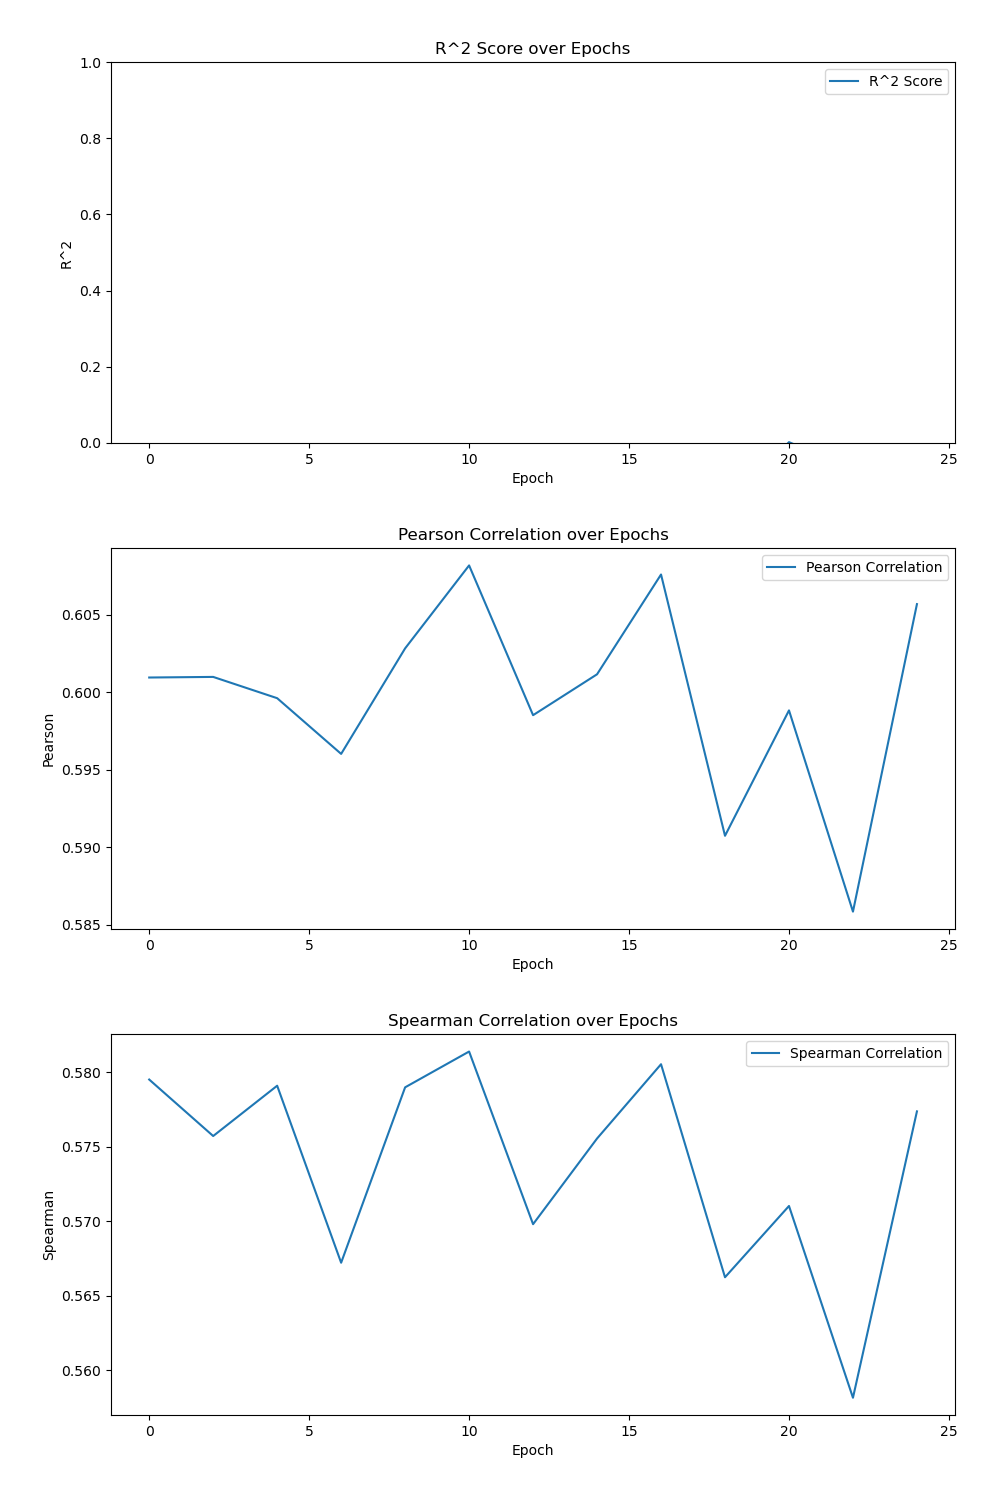 R^2 Score over Epochs
R^2 Score
1.0
0.8
0.6
0.4
0.2
0.0
R^2
0 5 10 15 20 25
Epoch
Pearson Correlation over Epochs
Pearson Correlation
0.605
0.600
0.595
0.590
0.585
Pearson
0 5 10 15 20 25
Epoch
Spearman Correlation over Epochs
Spearman Correlation
0.580
0.575
0.570
0.565
0.560
Spearman
0 5 10 15 20 25
Epoch